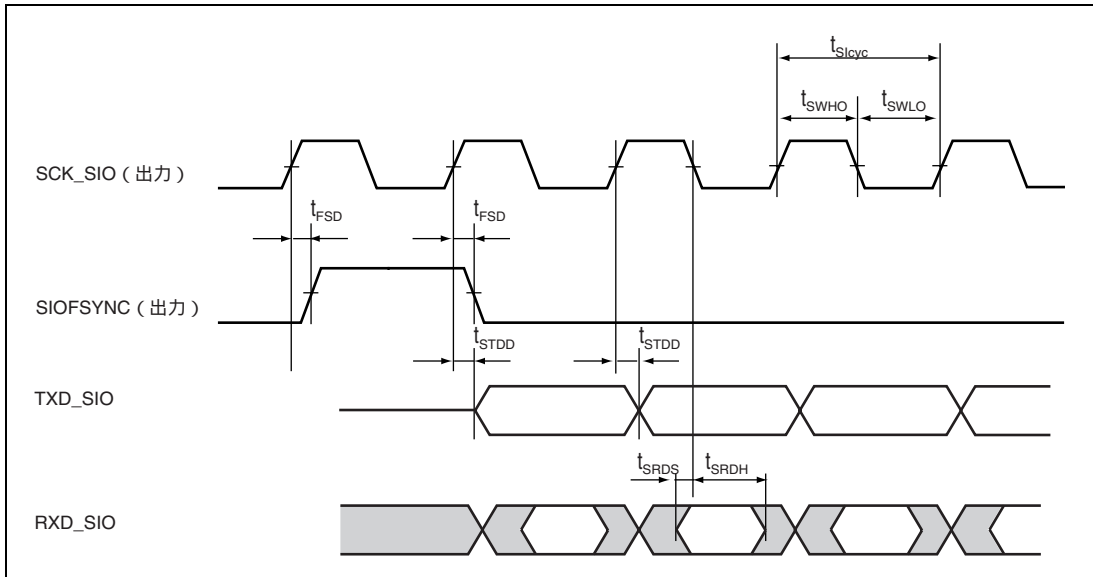 tSIcyc
tSWHO tSWLO
SCK_SIO（出力）
tFSD tFSD
SIOFSYNC（出力）
tSTDD tSTDD
TXD_SIO
tSRDS tSRDH
RXD_SIO